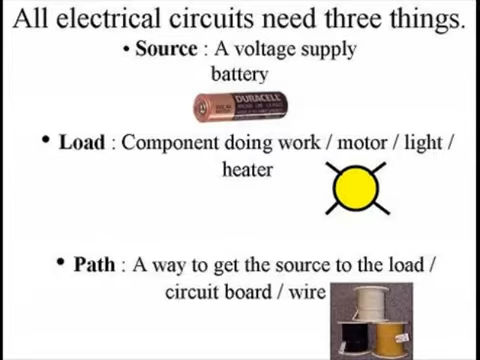 All electrical circuits need three things.
• Source : A voltage supply
battery
DURACELL
• Load : Component doing work / motor / light /
heater
• Path : A way to get the source to the load /
circuit board / wire